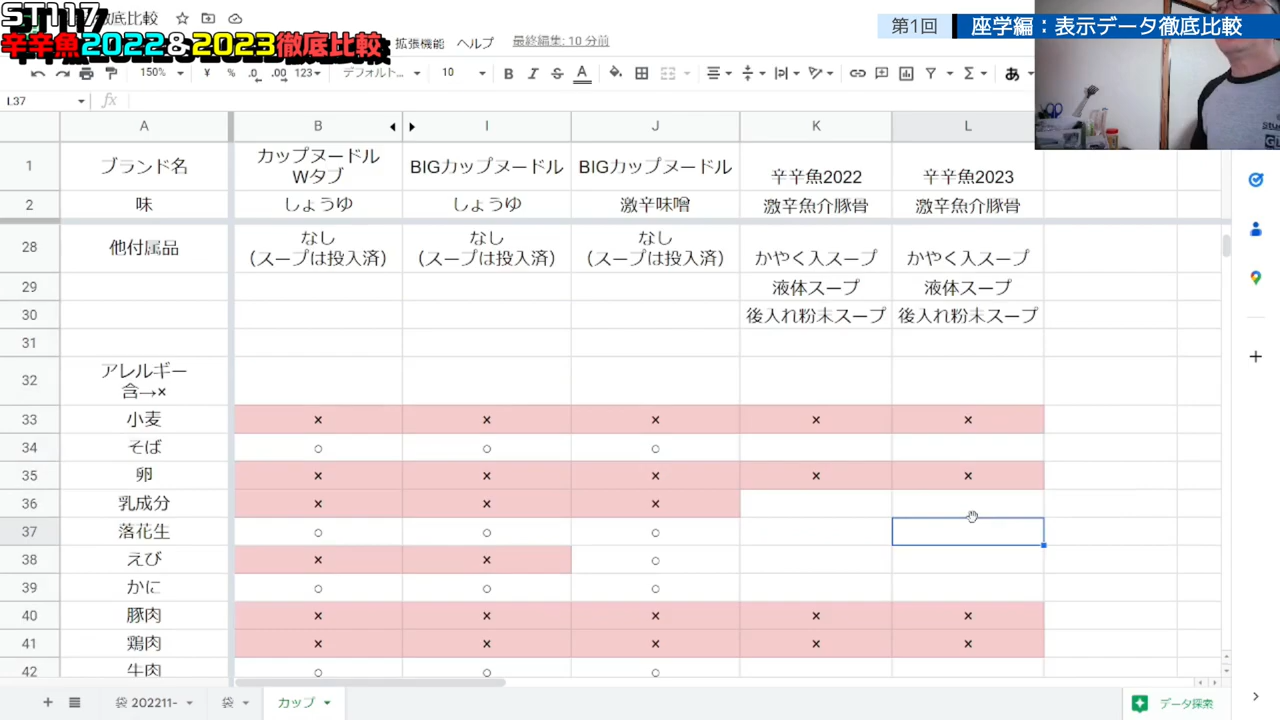 ST117
辛辛魚2022&2023徹底比較
底比較
拡張機能 ヘルプ 最終編集: 10 分前
第1回 座学編：表示データ徹底比較
150% ¥ % .0 .00 123 デフォルト... 10 B I S A あ
L37 fx
A B I J K L
1 ブランド名 カップヌードル Wタブ BIGカップヌードル BIGカップヌードル 辛辛魚2022 辛辛魚2023
2 味 しょうゆ しょうゆ 激辛味噌 激辛魚介豚骨 激辛魚介豚骨
28 他付属品 なし (スープは投入済) なし (スープは投入済) なし (スープは投入済) かやく入スープ かやく入スープ
29 液体スープ 液体スープ
30 後入れ粉末スープ 後入れ粉末スープ
31
32 アレルギー 含→×
33 小麦 × × × × ×
34 そば ○ ○ ○
35 卵 × × × × ×
36 乳成分 × × ×
37 落花生 ○ ○ ○
38 えび × × ○
39 かに ○ ○ ○
40 豚肉 × × × × ×
41 鶏肉 × × × × ×
42 牛肉 ○ ○ ○
袋 202211- 袋 カップ データ探索